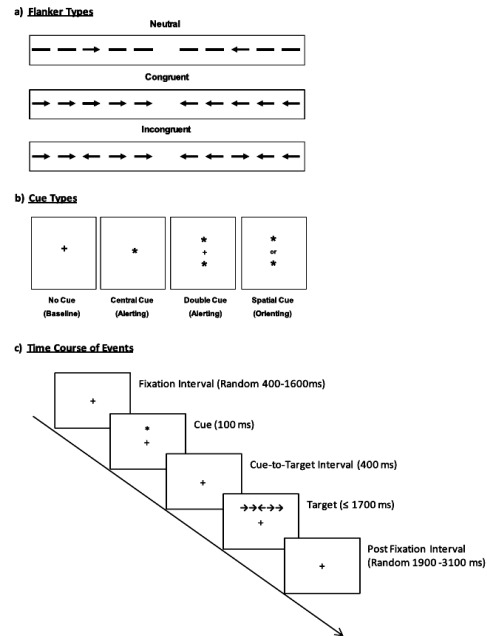 a) Flanker Types
Neutral
Congruent
Incongruent
b) Cue Types
or
No Cue
(Baseline)
Central Cue
(Alerting)
Double Cue
(Alerting)
Spatial Cue
(Orienting)
c) Time Course of Events
Fixation Interval (Random 400-1600ms)
Cue (100 ms)
Cue-to-Target Interval (400 ms)
Target (≤ 1700 ms)
Post Fixation Interval
(Random 1900 -3100 ms)